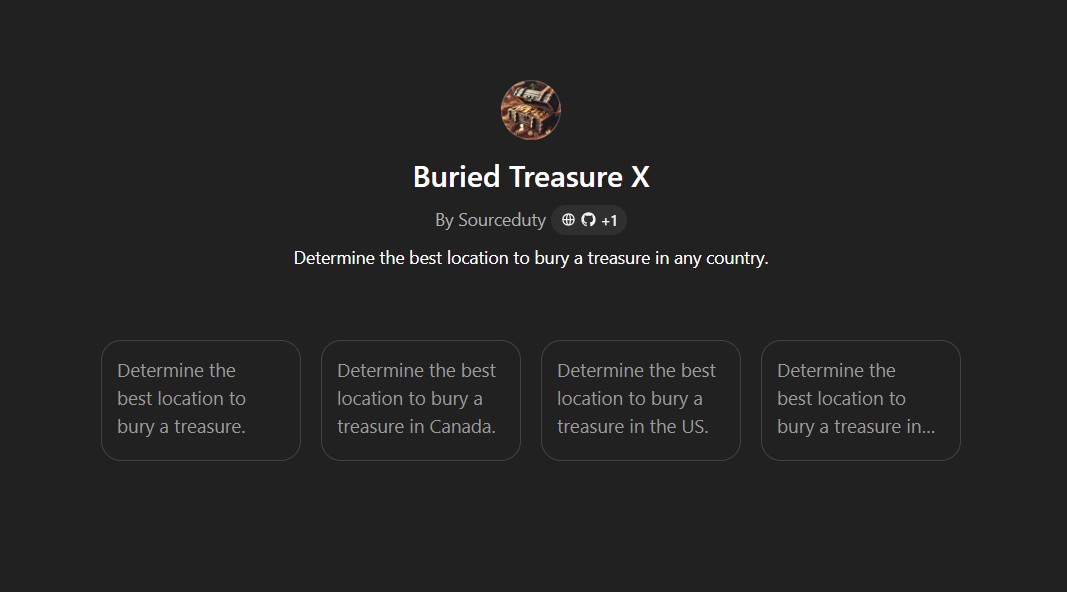 Buried Treasure X
By Sourceduty +1
Determine the best location to bury a treasure in any country.
Determine the
best location to
bury a treasure.
Determine the best
location to bury a
treasure in Canada.
Determine the best
location to bury a
treasure in the US.
Determine the
best location to
bury a treasure in...